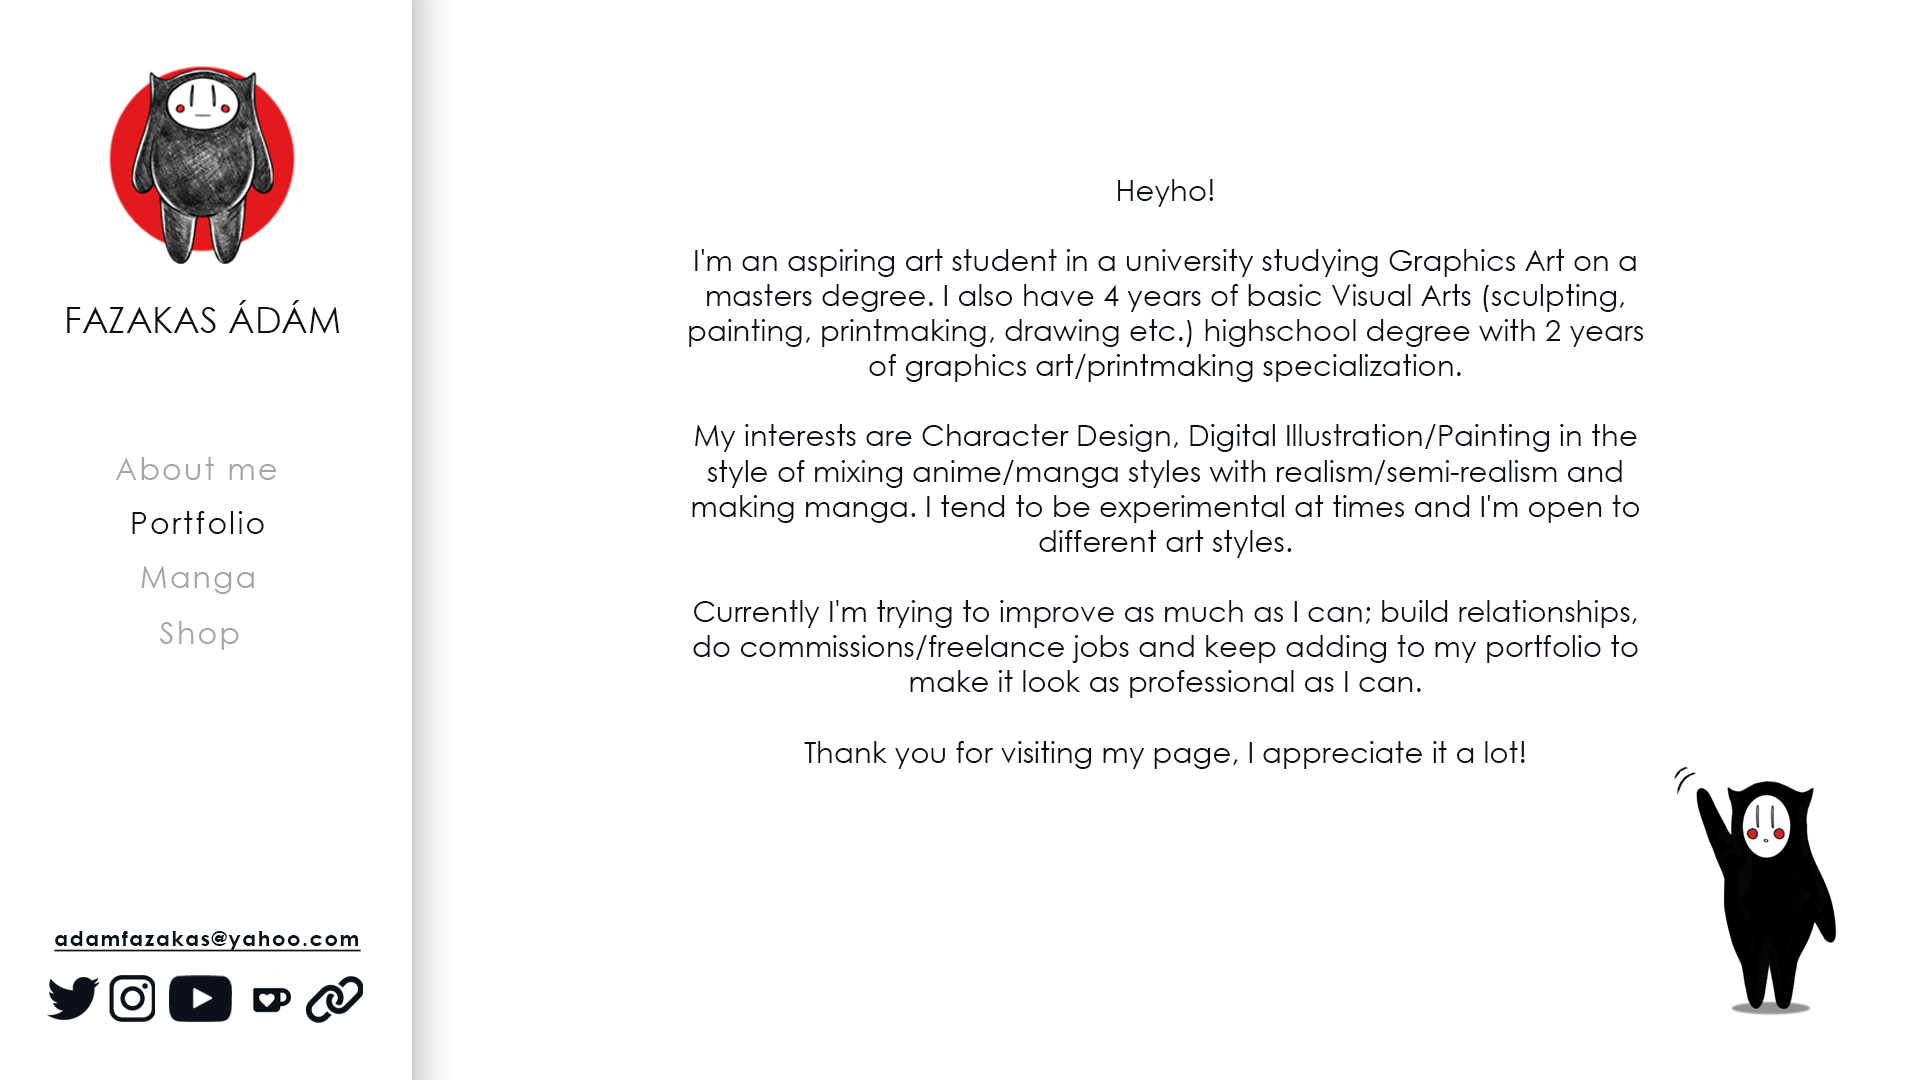 FAZAKAS ÁDÁM
About me
Portfolio
Manga
Shop
adamfazakas@yahoo.com
Heyho!
I'm an aspiring art student in a university studying Graphics Art on a
masters degree. I also have 4 years of basic Visual Arts (sculpting,
painting, printmaking, drawing etc.) highschool degree with 2 years
of graphics art/printmaking specialization.
My interests are Character Design, Digital Illustration/Painting in the
style of mixing anime/manga styles with realism/semi-realism and
making manga. I tend to be experimental at times and I'm open to
different art styles.
Currently I'm trying to improve as much as I can; build relationships,
do commissions/freelance jobs and keep adding to my portfolio to
make it look as professional as I can.
Thank you for visiting my page, I appreciate it a lot!